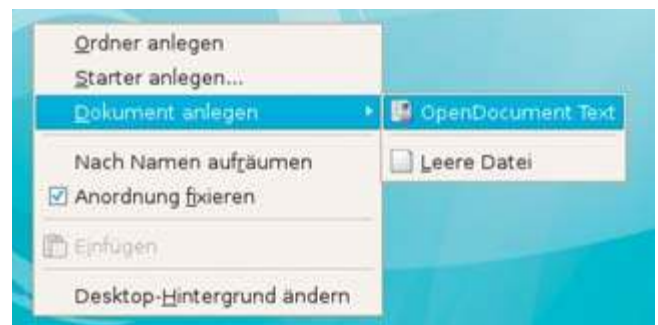 Ordner anlegen
Starter anlegen...
Dokument anlegen
OpenDocument Text
Leere Datei
Nach Namen aufräumen
Anordnung fixieren
Einfügen
Desktop-Hintergrund ändern